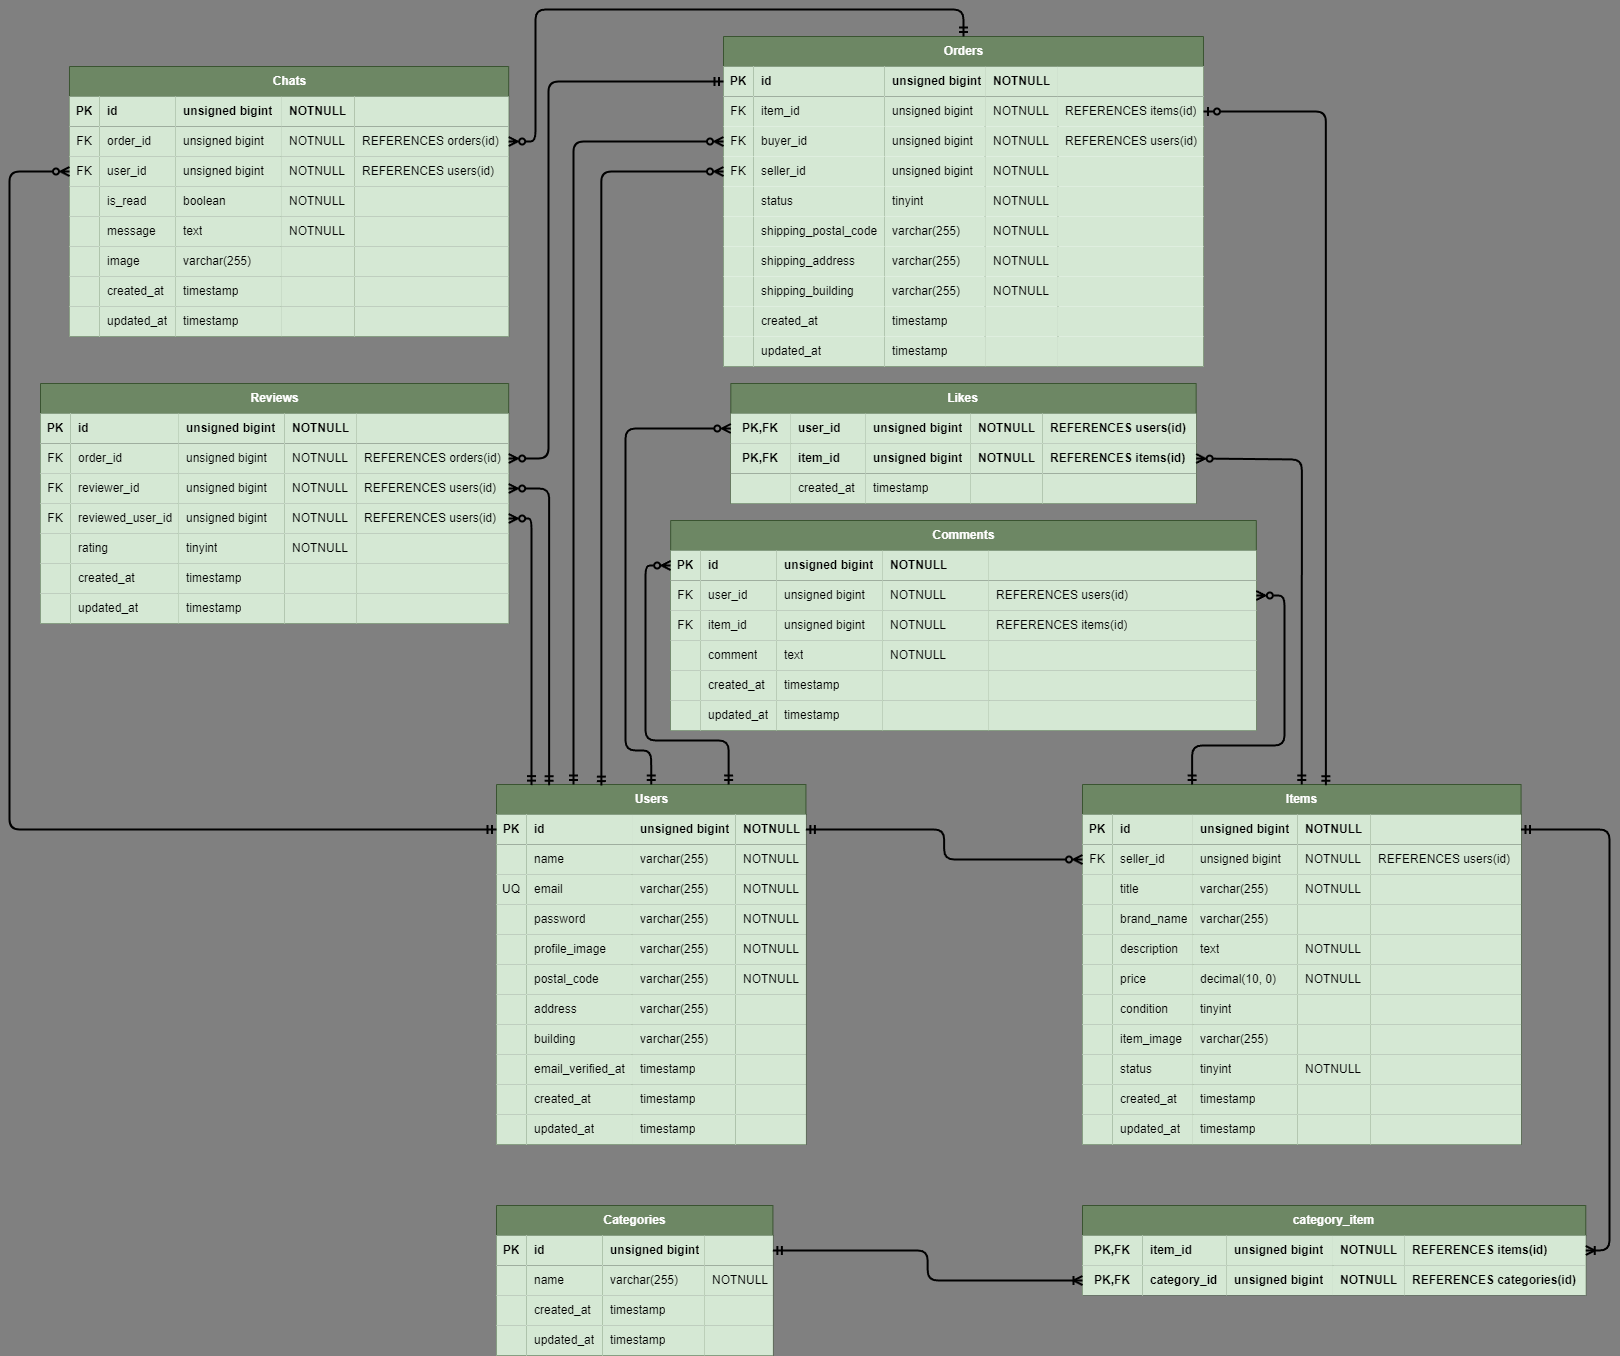 Chats
PK id unsigned bigint NOTNULL
FK order_id unsigned bigint NOTNULL REFERENCES orders(id)
FK user_id unsigned bigint NOTNULL REFERENCES users(id)
is_read boolean NOTNULL
message text NOTNULL
image varchar(255)
created_at timestamp
updated_at timestamp
Orders
PK id unsigned bigint NOTNULL
FK item_id unsigned bigint NOTNULL REFERENCES items(id)
FK buyer_id unsigned bigint NOTNULL REFERENCES users(id)
FK seller_id unsigned bigint NOTNULL
status tinyint NOTNULL
shipping_postal_code varchar(255) NOTNULL
shipping_address varchar(255) NOTNULL
shipping_building varchar(255) NOTNULL
created_at timestamp
updated_at timestamp
Reviews
PK id unsigned bigint NOTNULL
FK order_id unsigned bigint NOTNULL REFERENCES orders(id)
FK reviewer_id unsigned bigint NOTNULL REFERENCES users(id)
FK reviewed_user_id unsigned bigint NOTNULL REFERENCES users(id)
rating tinyint NOTNULL
created_at timestamp
updated_at timestamp
Likes
PK,FK user_id unsigned bigint NOTNULL REFERENCES users(id)
PK,FK item_id unsigned bigint NOTNULL REFERENCES items(id)
created_at timestamp
Comments
PK id unsigned bigint NOTNULL
FK user_id unsigned bigint NOTNULL REFERENCES users(id)
FK item_id unsigned bigint NOTNULL REFERENCES items(id)
comment text NOTNULL
created_at timestamp
updated_at timestamp
Users
PK id unsigned bigint NOTNULL
name varchar(255) NOTNULL
UQ email varchar(255) NOTNULL
password varchar(255) NOTNULL
profile_image varchar(255) NOTNULL
postal_code varchar(255) NOTNULL
address varchar(255)
building varchar(255)
email_verified_at timestamp
created_at timestamp
updated_at timestamp
Items
PK id unsigned bigint NOTNULL
FK seller_id unsigned bigint NOTNULL REFERENCES users(id)
title varchar(255) NOTNULL
brand_name varchar(255)
description text NOTNULL
price decimal(10, 0) NOTNULL
condition tinyint
item_image varchar(255)
status tinyint NOTNULL
created_at timestamp
updated_at timestamp
Categories
PK id unsigned bigint
name varchar(255) NOTNULL
created_at timestamp
updated_at timestamp
category_item
PK,FK item_id unsigned bigint NOTNULL REFERENCES items(id)
PK,FK category_id unsigned bigint NOTNULL REFERENCES categories(id)